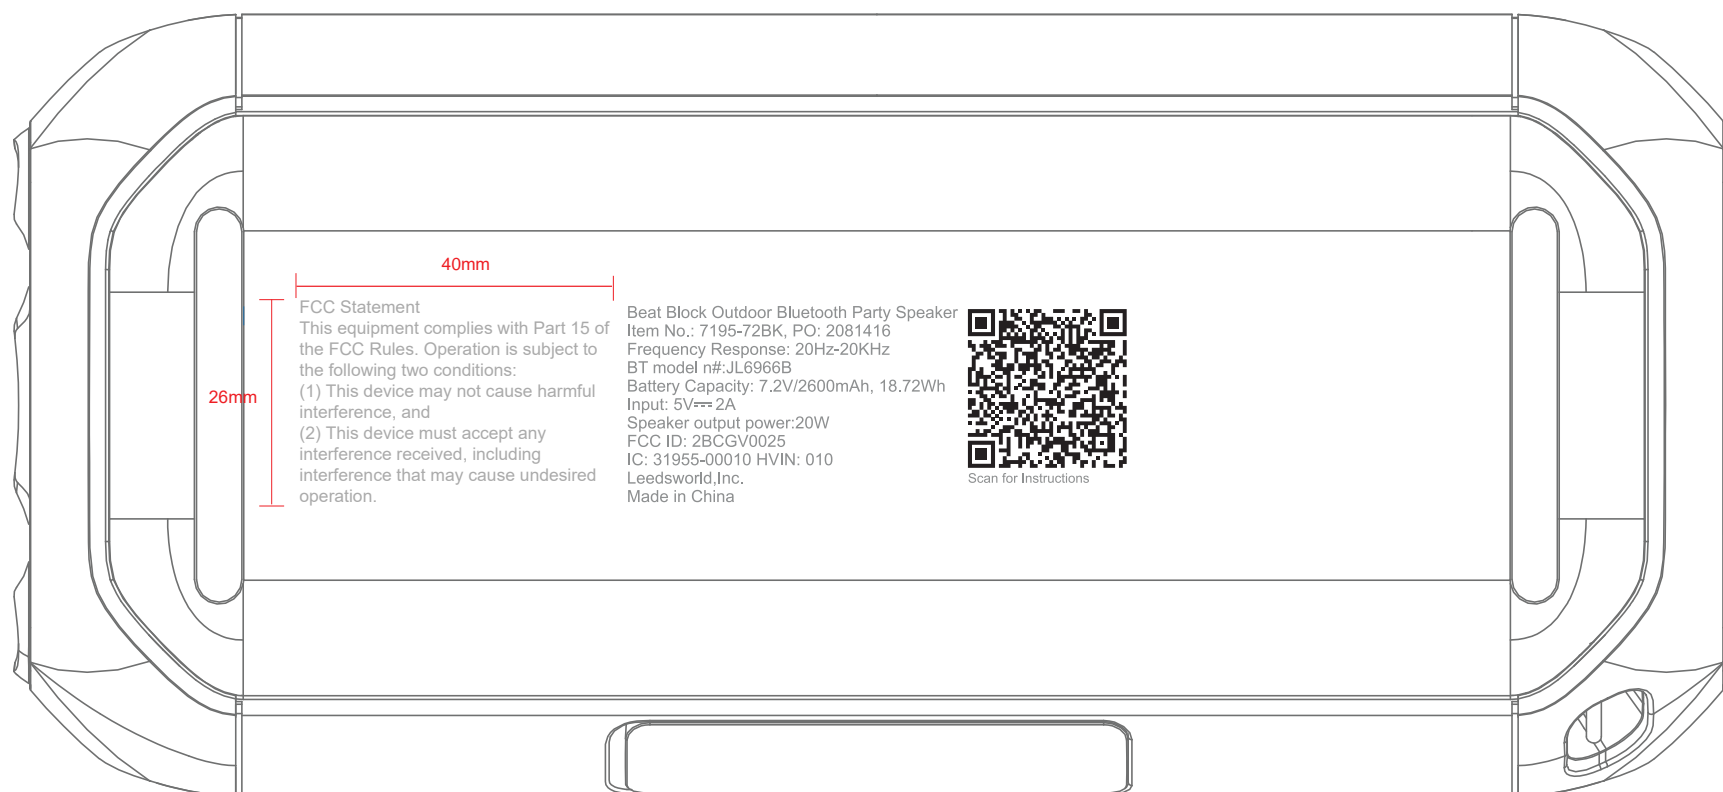 40mm
26mm
FCC Statement
This equipment complies with Part 15 of
the FCC Rules. Operation is subject to
the following two conditions:
(1) This device may not cause harmful
interference, and
(2) This device must accept any
interference received, including
interference that may cause undesired
operation.
Beat Block Outdoor Bluetooth Party Speaker
Item No.: 7195-72BK, PO: 2081416
Frequency Response: 20Hz-20KHz
BT model n#:JL6966B
Battery Capacity: 7.2V/2600mAh, 18.72Wh
Input: 5V⎓2A
Speaker output power:20W
FCC ID: 2BCGV0025
IC: 31955-00010 HVIN: 010
Leedsworld,Inc.
Made in China
Scan for Instructions